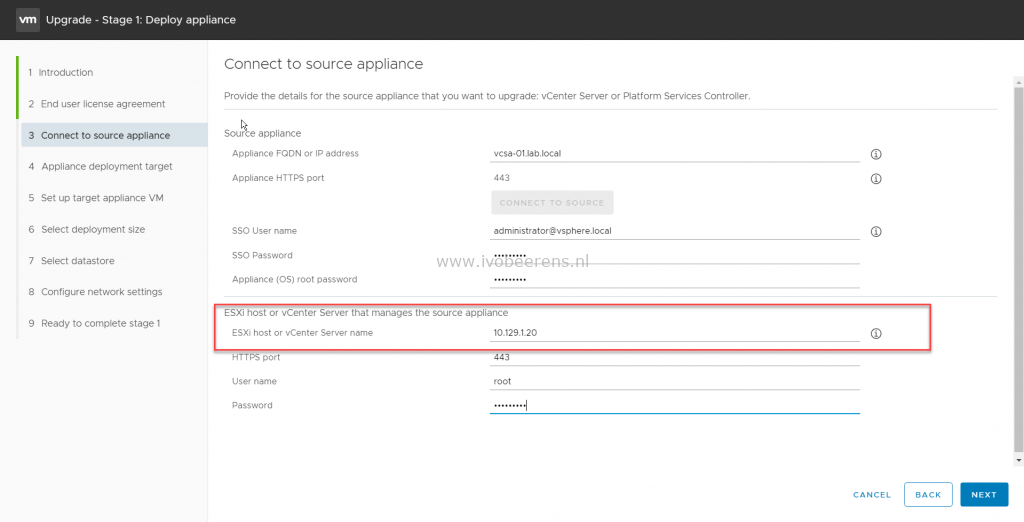 vm Upgrade - Stage 1: Deploy appliance
1 Introduction
2 End user license agreement
3 Connect to source appliance
4 Appliance deployment target
5 Set up target appliance VM
6 Select deployment size
7 Select datastore
8 Configure network settings
9 Ready to complete stage 1
Connect to source appliance
Provide the details for the source appliance that you want to upgrade: vCenter Server or Platform Services Controller.
Source appliance
Appliance FQDN or IP address vcsa-01.lab.local
Appliance HTTPS port 443
CONNECT TO SOURCE
SSO User name administrator@vsphere.local
SSO Password •••••••••
www.ivobeerens.nl
Appliance (OS) root password •••••••••
ESXi host or vCenter Server that manages the source appliance
ESXi host or vCenter Server name 10.129.1.20
HTTPS port 443
User name root
Password •••••••••
CANCEL BACK NEXT